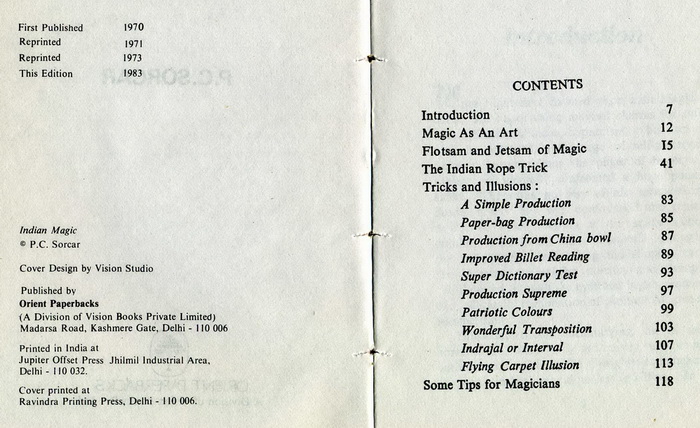 First Published 1970
Reprinted 1971
Reprinted 1973
This Edition 1983
Indian Magic
© P.C. Sorcar
Cover Design by Vision Studio
Published by
Orient Paperbacks
(A Division of Vision Books Private Limited)
Madarsa Road, Kashmere Gate, Delhi - 110 006
Printed in India at
Jupiter Offset Press Jhilmil Industrial Area,
Delhi - 110 032.
Cover printed at
Ravindra Printing Press, Delhi - 110 006.
CONTENTS
Introduction 7
Magic As An Art 12
Flotsam and Jetsam of Magic 15
The Indian Rope Trick 41
Tricks and Illusions :
A Simple Production 83
Paper-bag Production 85
Production from China bowl 87
Improved Billet Reading 89
Super Dictionary Test 93
Production Supreme 97
Patriotic Colours 99
Wonderful Transposition 103
Indrajal or Interval 107
Flying Carpet Illusion 113
Some Tips for Magicians 118